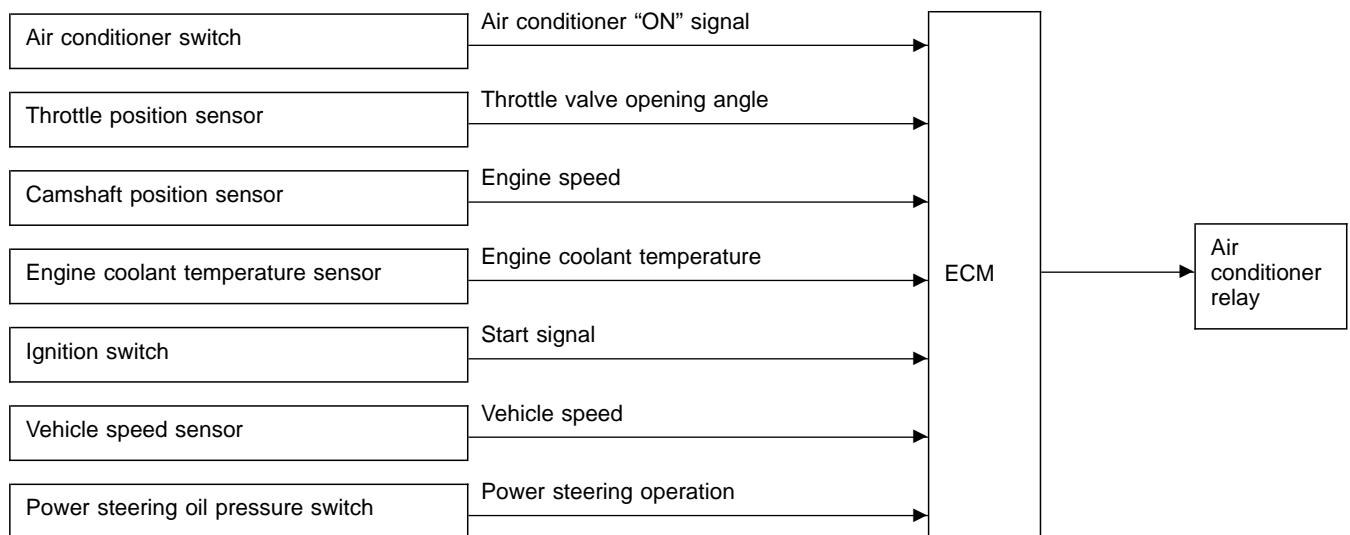 Air conditioner switch
Air conditioner “ON” signal
Throttle position sensor
Throttle valve opening angle
Camshaft position sensor
Engine speed
Engine coolant temperature sensor
Engine coolant temperature
Ignition switch
Start signal
Vehicle speed sensor
Vehicle speed
Power steering oil pressure switch
Power steering operation
ECM
Air
conditioner
relay